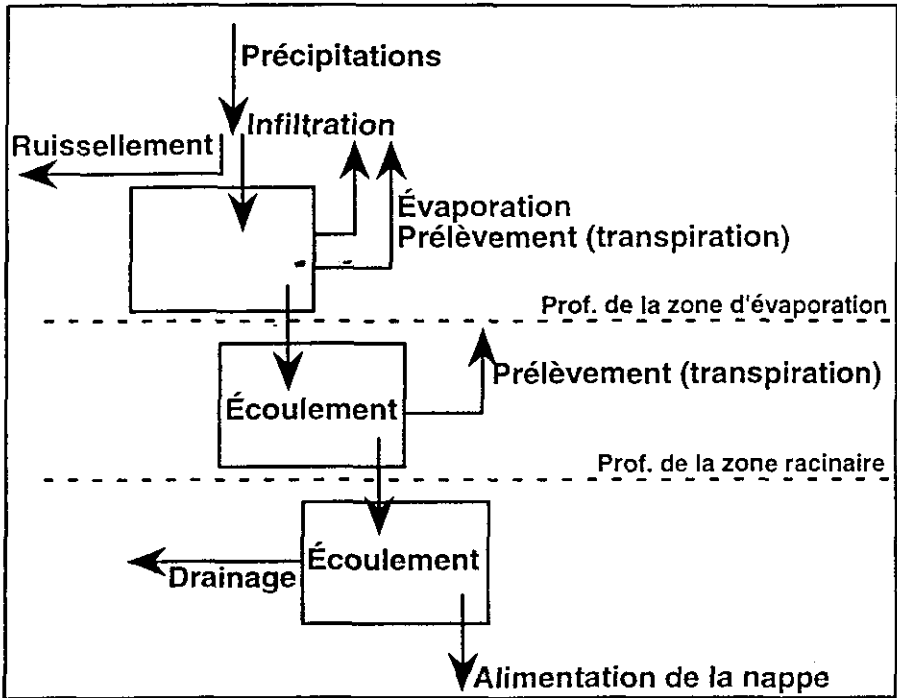 Précipitations
Infiltration
Ruissellement
Évaporation
Prélèvement (transpiration)
Prof. de la zone d'évaporation
Prélèvement (transpiration)
Écoulement
Prof. de la zone racinaire
Écoulement
Drainage
Alimentation de la nappe